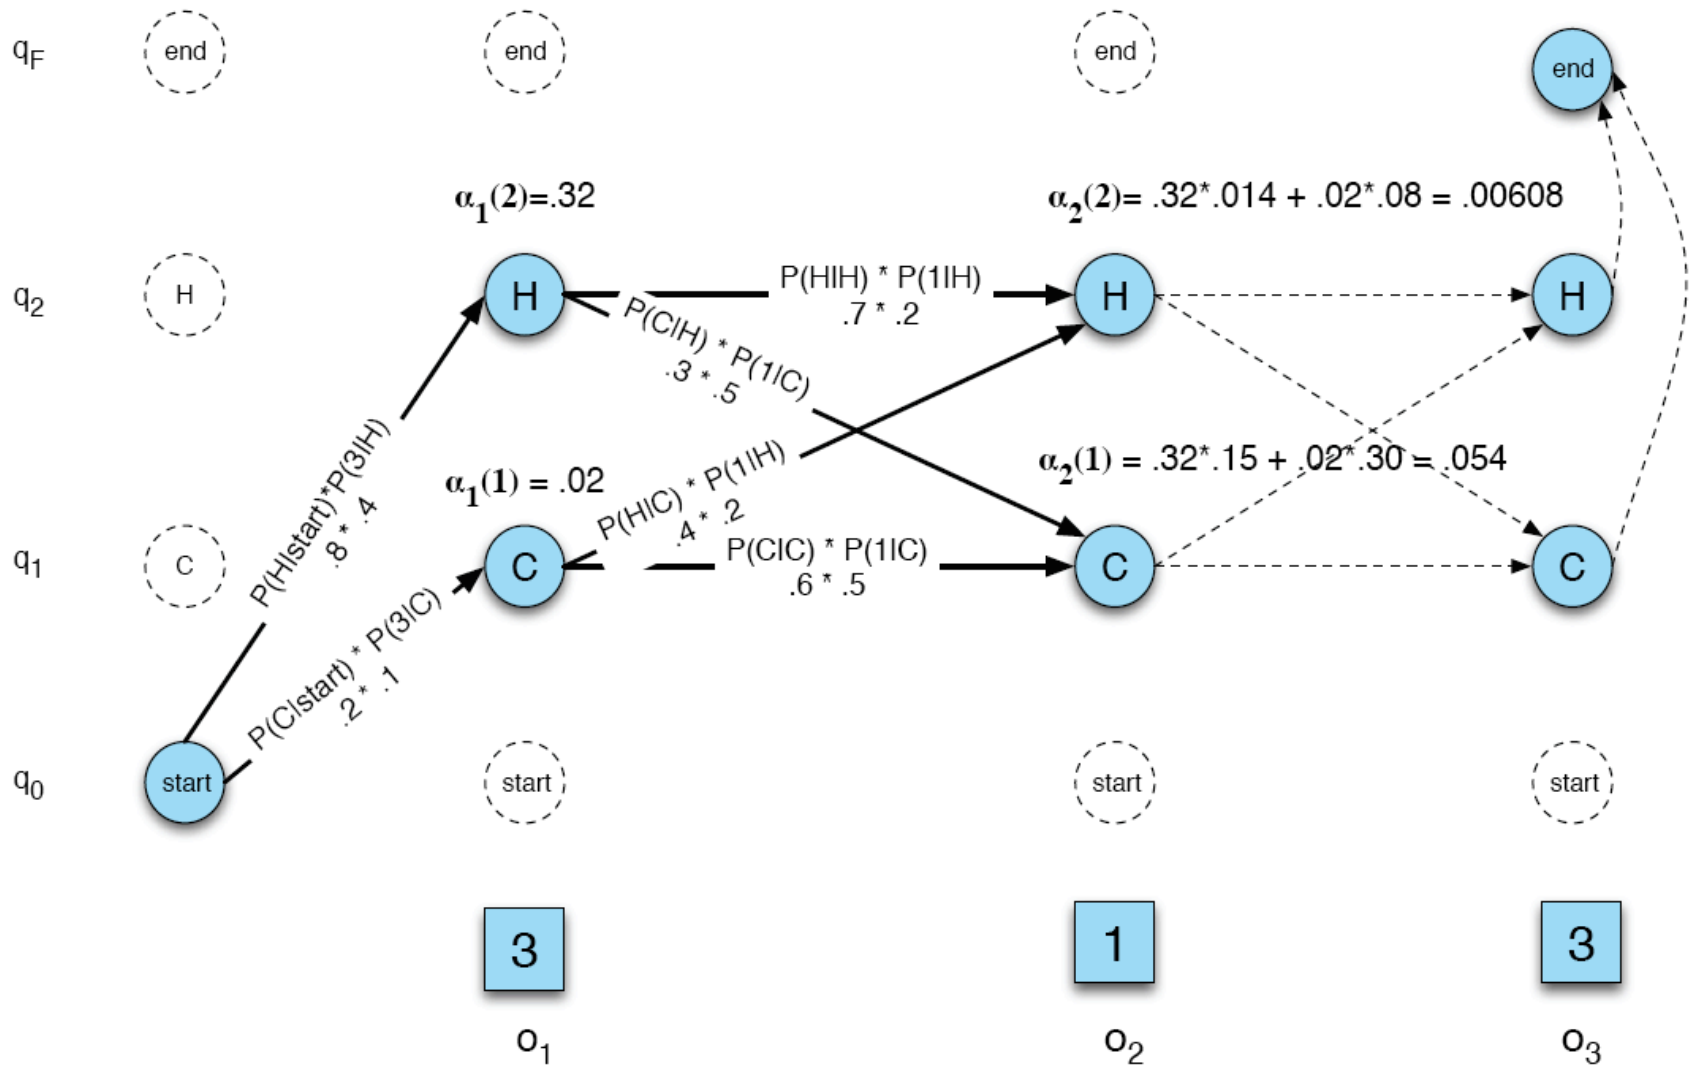 q_F end end end end
α₁(2)=.32 α₂(2)= .32*.014 + .02*.08 = .00608
q₂ H H H H
P(H|H) * P(1|H)
.7 * .2
P(C|H) * P(1|C)
.3 * .5
P(H|start)*P(3|H)
.8 * .4
α₁(1) = .02 α₂(1) = .32*.15 + .02*.30 = .054
P(H|C) * P(1|H)
.4 * .2
q₁ C C C C
P(C|C) * P(1|C)
.6 * .5
P(C|start) * P(3|C)
.2 * .1
q₀ start start start start
3 1 3
o₁ o₂ o₃